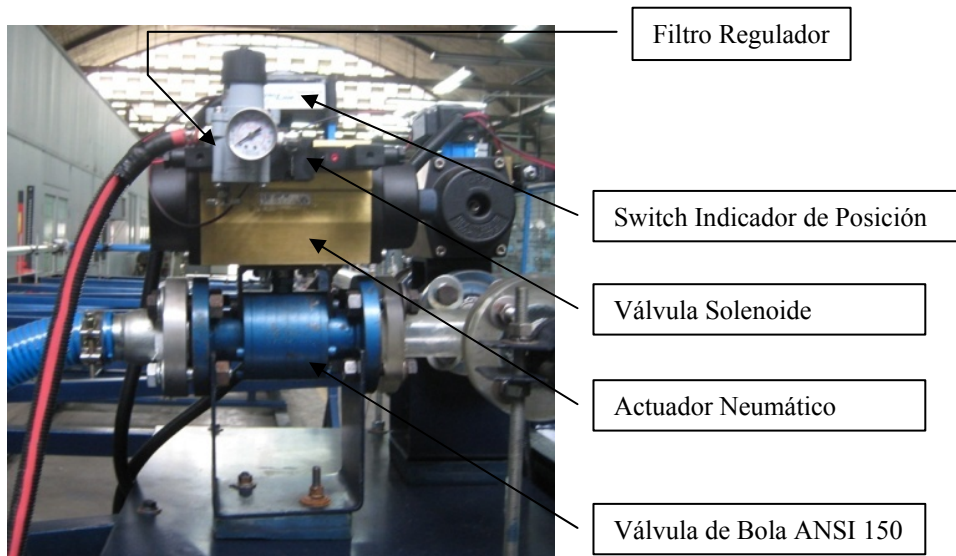 Filtro Regulador
Switch Indicador de Posición
Válvula Solenoide
Actuador Neumático
Válvula de Bola ANSI 150